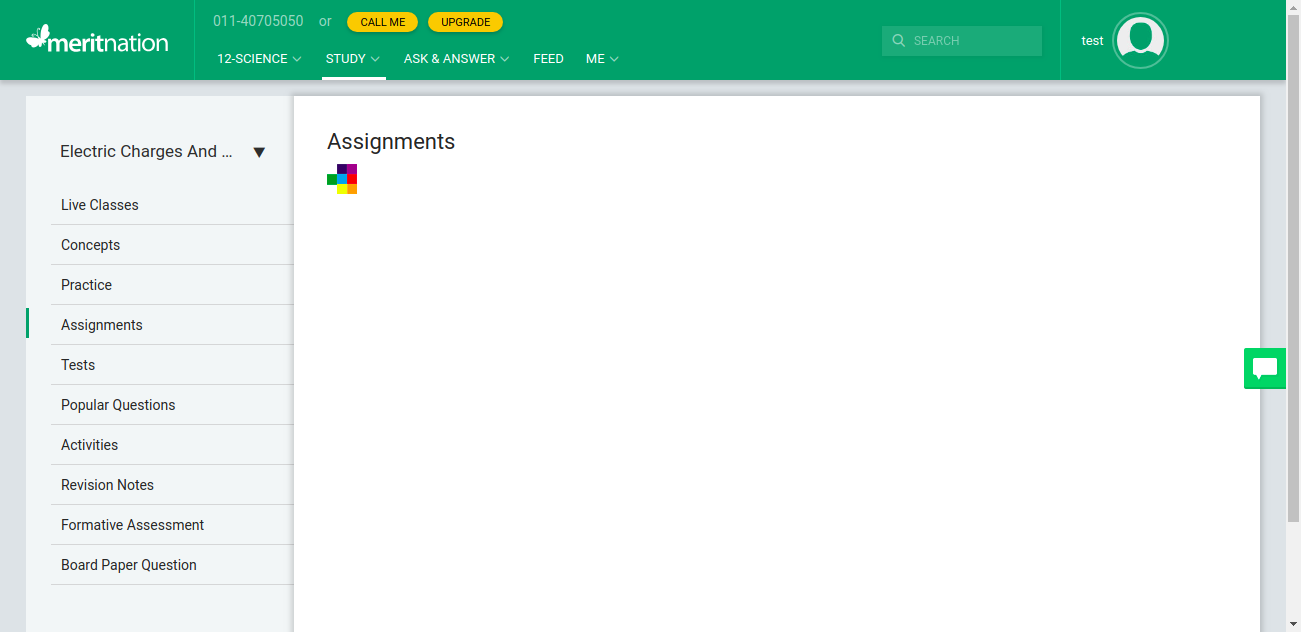 meritnation
011-40705050 or CALL ME UPGRADE
12-SCIENCE STUDY ASK & ANSWER FEED ME
SEARCH
test
Electric Charges And ...
Live Classes
Concepts
Practice
Assignments
Tests
Popular Questions
Activities
Revision Notes
Formative Assessment
Board Paper Question
Assignments